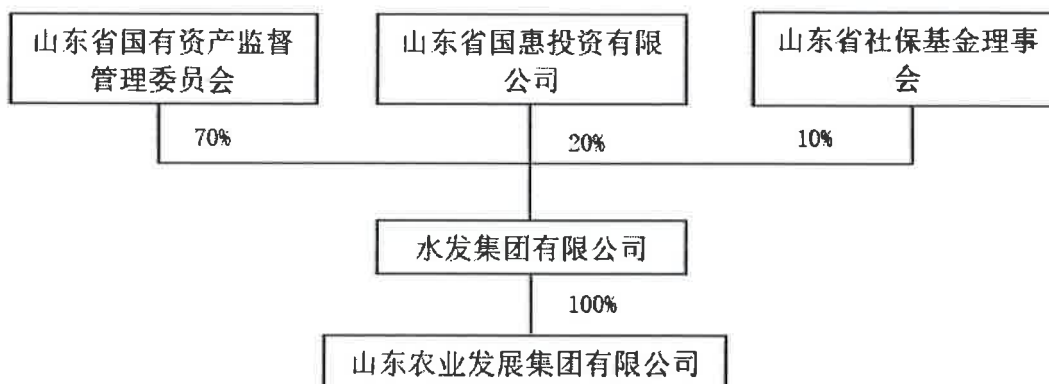 山东省国有资产监督
管理委员会
山东省国惠投资有限
公司
山东省社保基金理事
会
70%
20%
10%
水发集团有限公司
100%
山东农业发展集团有限公司